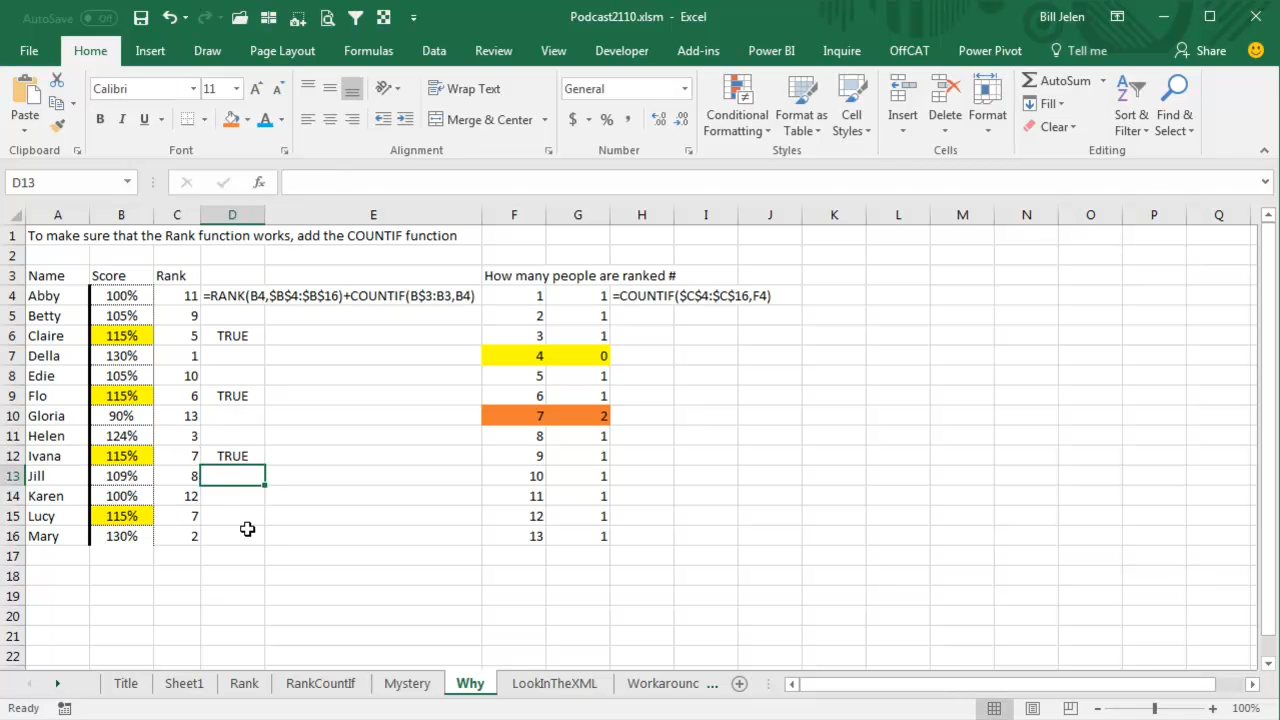 AutoSave Off Podcast2110.xlsm - Excel Bill Jelen
File Home Insert Draw Page Layout Formulas Data Review View Developer Add-ins Power BI Inquire OffCAT Power Pivot Tell me Share
Calibri 11 Wrap Text General AutoSum
Fill
Paste B I U A Merge & Center $ % , Conditional Formatting Format as Table Cell Styles Insert Delete Format Clear Sort & Filter Find & Select
Clipboard Font Alignment Number Styles Cells Editing
D13 fx
A B C D E F G H I J K L M N O P Q
1 To make sure that the Rank function works, add the COUNTIF function
2
3 Name Score Rank How many people are ranked #
4 Abby 100% 11 =RANK(B4,$B$4:$B$16)+COUNTIF(B$3:B3,B4) 1 1 =COUNTIF($C$4:$C$16,F4)
5 Betty 105% 9 2 1
6 Claire 115% 5 TRUE 3 1
7 Della 130% 1 4 0
8 Edie 105% 10 5 1
9 Flo 115% 6 TRUE 6 1
10 Gloria 90% 13 7 2
11 Helen 124% 3 8 1
12 Ivana 115% 7 TRUE 9 1
13 Jill 109% 8 10 1
14 Karen 100% 12 11 1
15 Lucy 115% 7 12 1
16 Mary 130% 2 13 1
17
18
19
20
21
22
Title Sheet1 Rank RankCountIf Mystery Why LookInTheXML Workarounc ...
Ready 100%